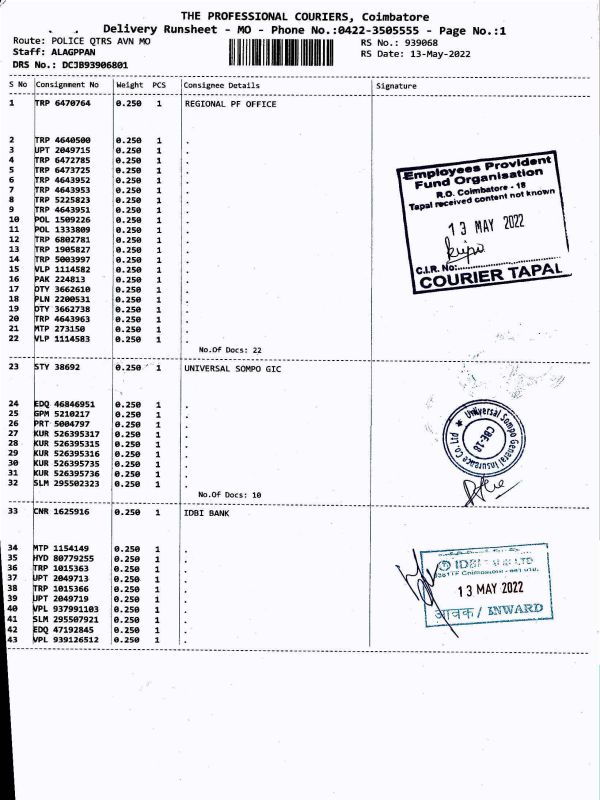 THE PROFESSIONAL COURIERS, Coimbatore
Delivery Runsheet - MO - Phone No.:0422-3505555 - Page No.:1
Route: POLICE QTRS AVN MO
RS No.: 939068
Staff: ALAGPPAN
RS Date: 13-May-2022
DRS No.: DCJB93906801
S No Consignment No Weight PCS Consignee Details Signature
1 TRP 6470764 0.250 1 REGIONAL PF OFFICE
2 TRP 4640500 0.250 1 .
3 UPT 2049715 0.250 1 .
4 TRP 6472785 0.250 1 .
5 TRP 6473725 0.250 1 .
6 TRP 4643952 0.250 1 .
7 TRP 4643953 0.250 1 .
8 TRP 5225823 0.250 1 .
9 TRP 4643951 0.250 1 .
10 POL 1509226 0.250 1 .
11 POL 1333809 0.250 1 .
12 TRP 6802781 0.250 1 .
13 TRP 1905827 0.250 1 .
14 TRP 5003997 0.250 1 .
15 VLP 1114582 0.250 1 .
16 PAK 224813 0.250 1 .
17 DTY 3662610 0.250 1 .
18 PLN 2200531 0.250 1 .
19 DTY 3662738 0.250 1 .
20 TRP 4643963 0.250 1 .
21 MTP 273150 0.250 1 .
22 VLP 1114583 0.250 1 .
No.Of Docs: 22
Employees Provident
Fund Organisation
R.O. Coimbatore - 18
Tapal received content not known
13 MAY 2022
C.I.R. No:
COURIER TAPAL
23 STY 38692 0.250 1 UNIVERSAL SOMPO GIC
24 EDQ 46846951 0.250 1 .
25 GPM 5210217 0.250 1 .
26 PRT 5004797 0.250 1 .
27 KUR 526395317 0.250 1 .
28 KUR 526395315 0.250 1 .
29 KUR 526395316 0.250 1 .
30 KUR 526395735 0.250 1 .
31 KUR 526395736 0.250 1 .
32 SLM 295502323 0.250 1 .
No.Of Docs: 10
Universal Sompo General Insurance Co. Ltd
CBE-18
33 CNR 1625916 0.250 1 IDBI BANK
34 MTP 1154149 0.250 1 .
35 HYD 80779255 0.250 1 .
36 TRP 1015363 0.250 1 .
37 UPT 2049713 0.250 1 .
38 TRP 1015366 0.250 1 .
39 UPT 2049719 0.250 1 .
40 VPL 937991103 0.250 1 .
41 SLM 295507921 0.250 1 .
42 EDQ 47192845 0.250 1 .
43 VPL 939126512 0.250 1 .
IDBI LTD
13 MAY 2022
आवक / INWARD